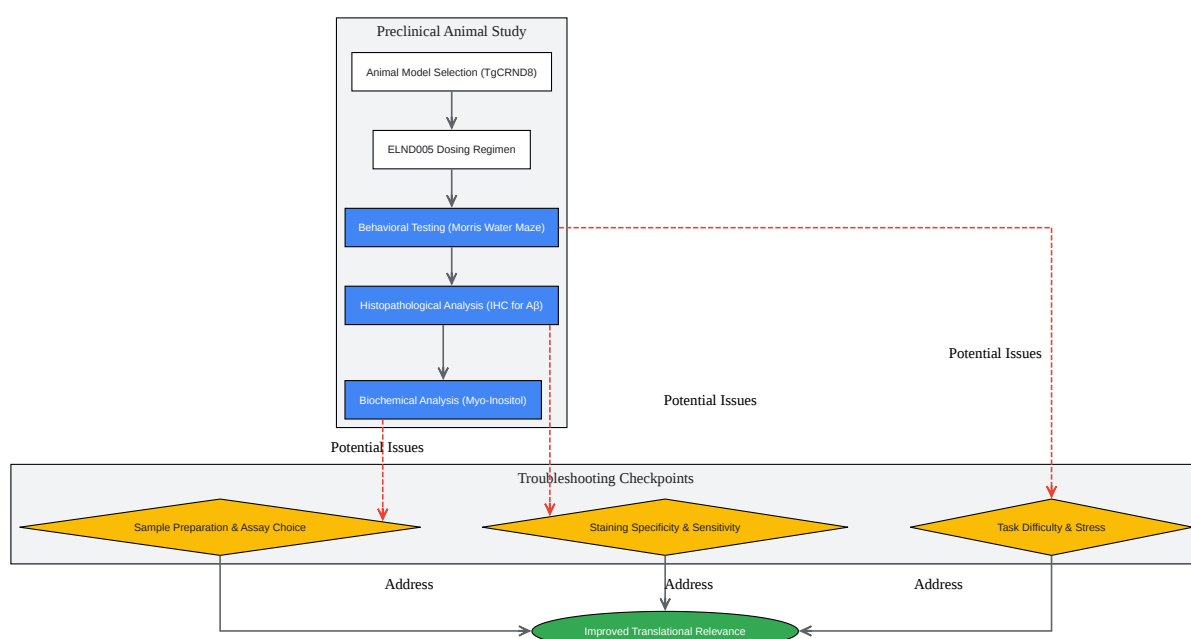 Preclinical Animal Study
Animal Model Selection (TgCRND8)
ELND005 Dosing Regimen
Behavioral Testing (Morris Water Maze)
Histopathological Analysis (IHC for Aβ)
Potential Issues
Biochemical Analysis (Myo-Inositol)
Potential Issues
Potential Issues
Troubleshooting Checkpoints
Sample Preparation & Assay Choice
Staining Specificity & Sensitivity
Task Difficulty & Stress
Address
Address
Address
Improved Translational Relevance